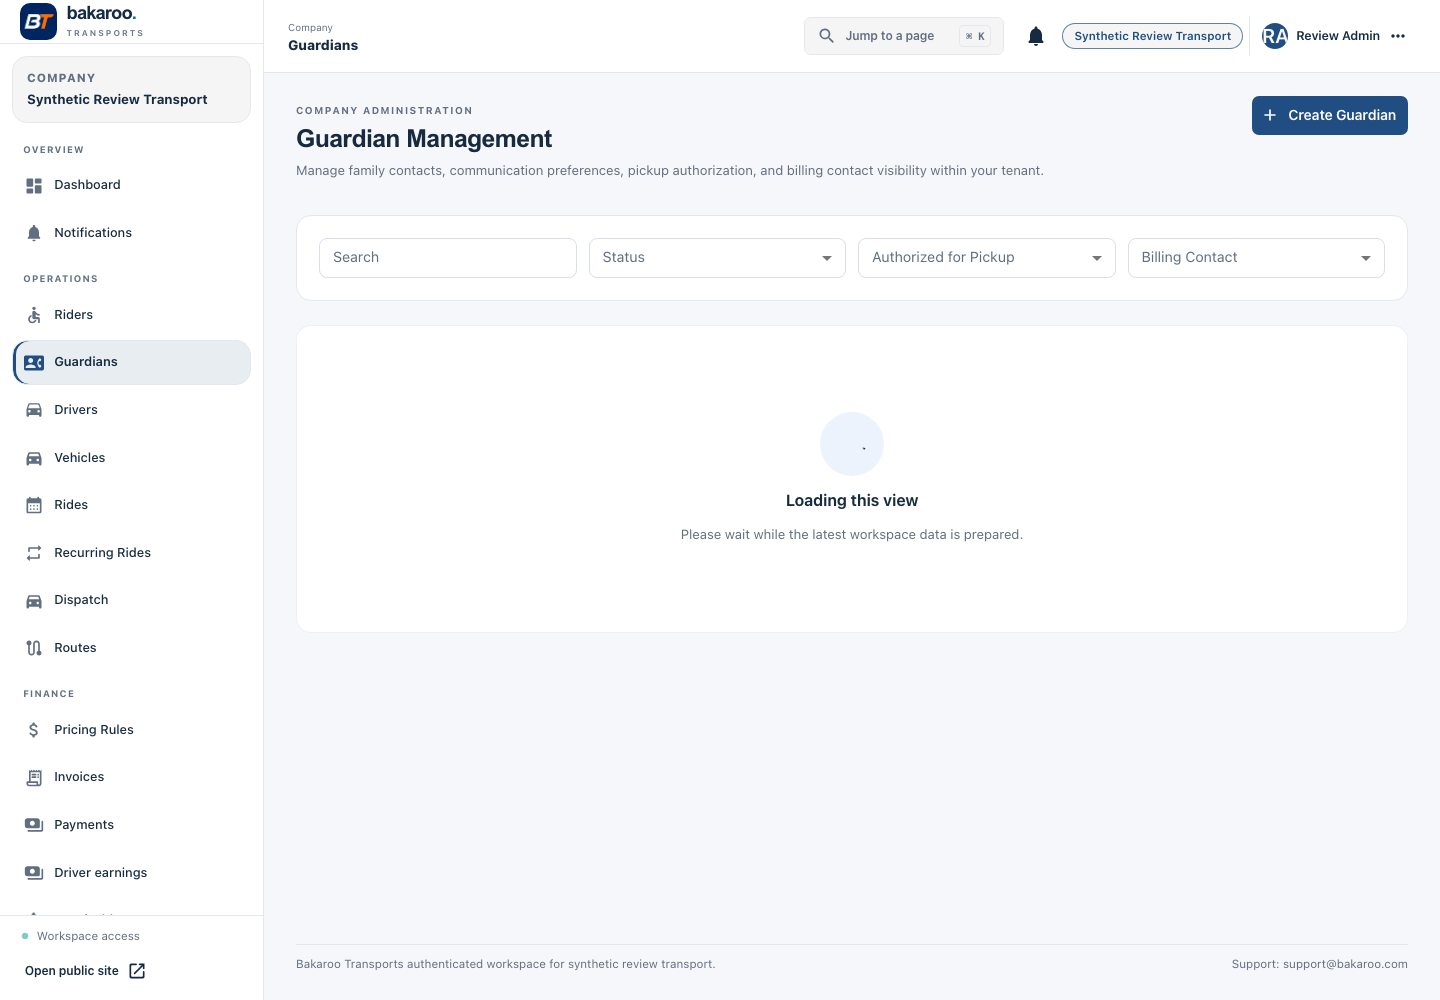 BT
bakaroo.
TRANSPORTS
COMPANY
Synthetic Review Transport
OVERVIEW
Dashboard
Notifications
OPERATIONS
Riders
Guardians
Drivers
Vehicles
Rides
Recurring Rides
Dispatch
Routes
FINANCE
Pricing Rules
Invoices
Payments
Driver earnings
Workspace access
Open public site
Company
Guardians
Jump to a page ⌘ K
Synthetic Review Transport
RA Review Admin
COMPANY ADMINISTRATION
Guardian Management
Manage family contacts, communication preferences, pickup authorization, and billing contact visibility within your tenant.
Create Guardian
Search
Status
Authorized for Pickup
Billing Contact
Loading this view
Please wait while the latest workspace data is prepared.
Bakaroo Transports authenticated workspace for synthetic review transport.
Support: support@bakaroo.com